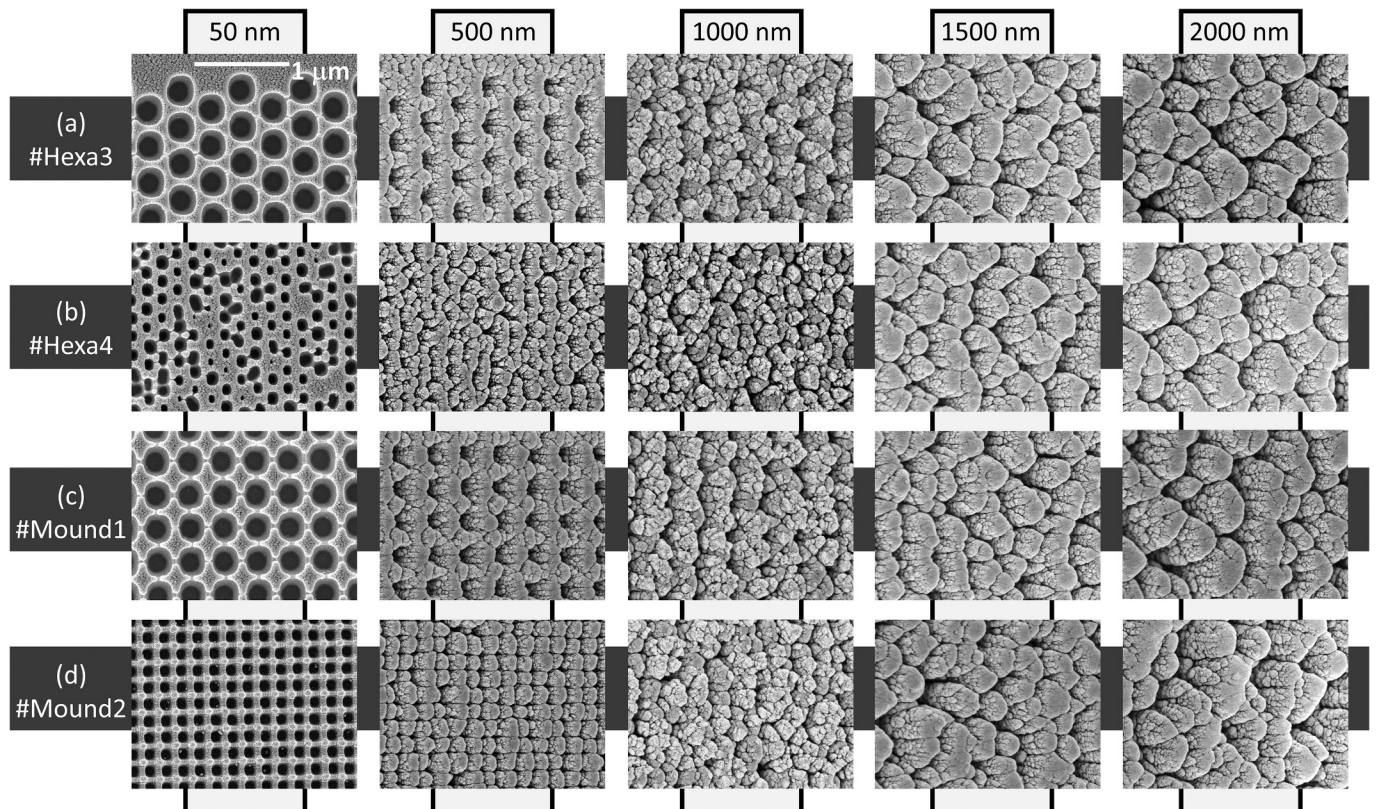 50 nm
500 nm
1000 nm
1500 nm
2000 nm
1 μm
(a)
#Hexa3
(b)
#Hexa4
(c)
#Mound1
(d)
#Mound2